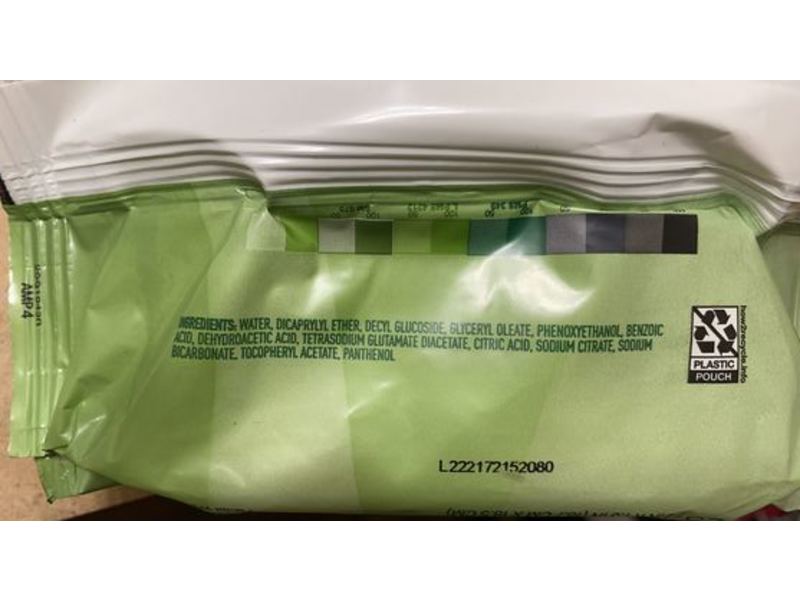 INGREDIENTS: WATER, DICAPRYLYL ETHER, DECYL GLUCOSIDE, GLYCERYL OLEATE, PHENOXYETHANOL, BENZOIC
ACID, DEHYDROACETIC ACID, TETRASODIUM GLUTAMATE DIACETATE, CITRIC ACID, SODIUM CITRATE, SODIUM
BICARBONATE, TOCOPHERYL ACETATE, PANTHENOL
how2recycle.info
PLASTIC
POUCH
L222172152080
AMP4